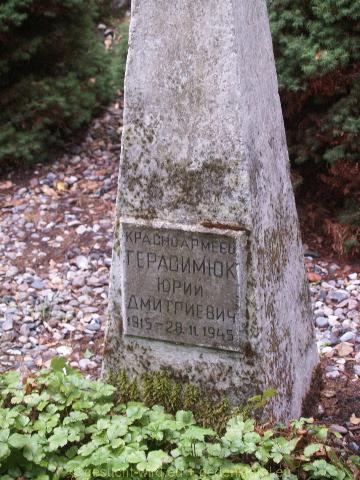 КРАСНОАРМЕЕЦ
ГЕРАСИМЮК
ЮРИЙ
ДМИТРИЕВИЧ
1915-28.11.1945